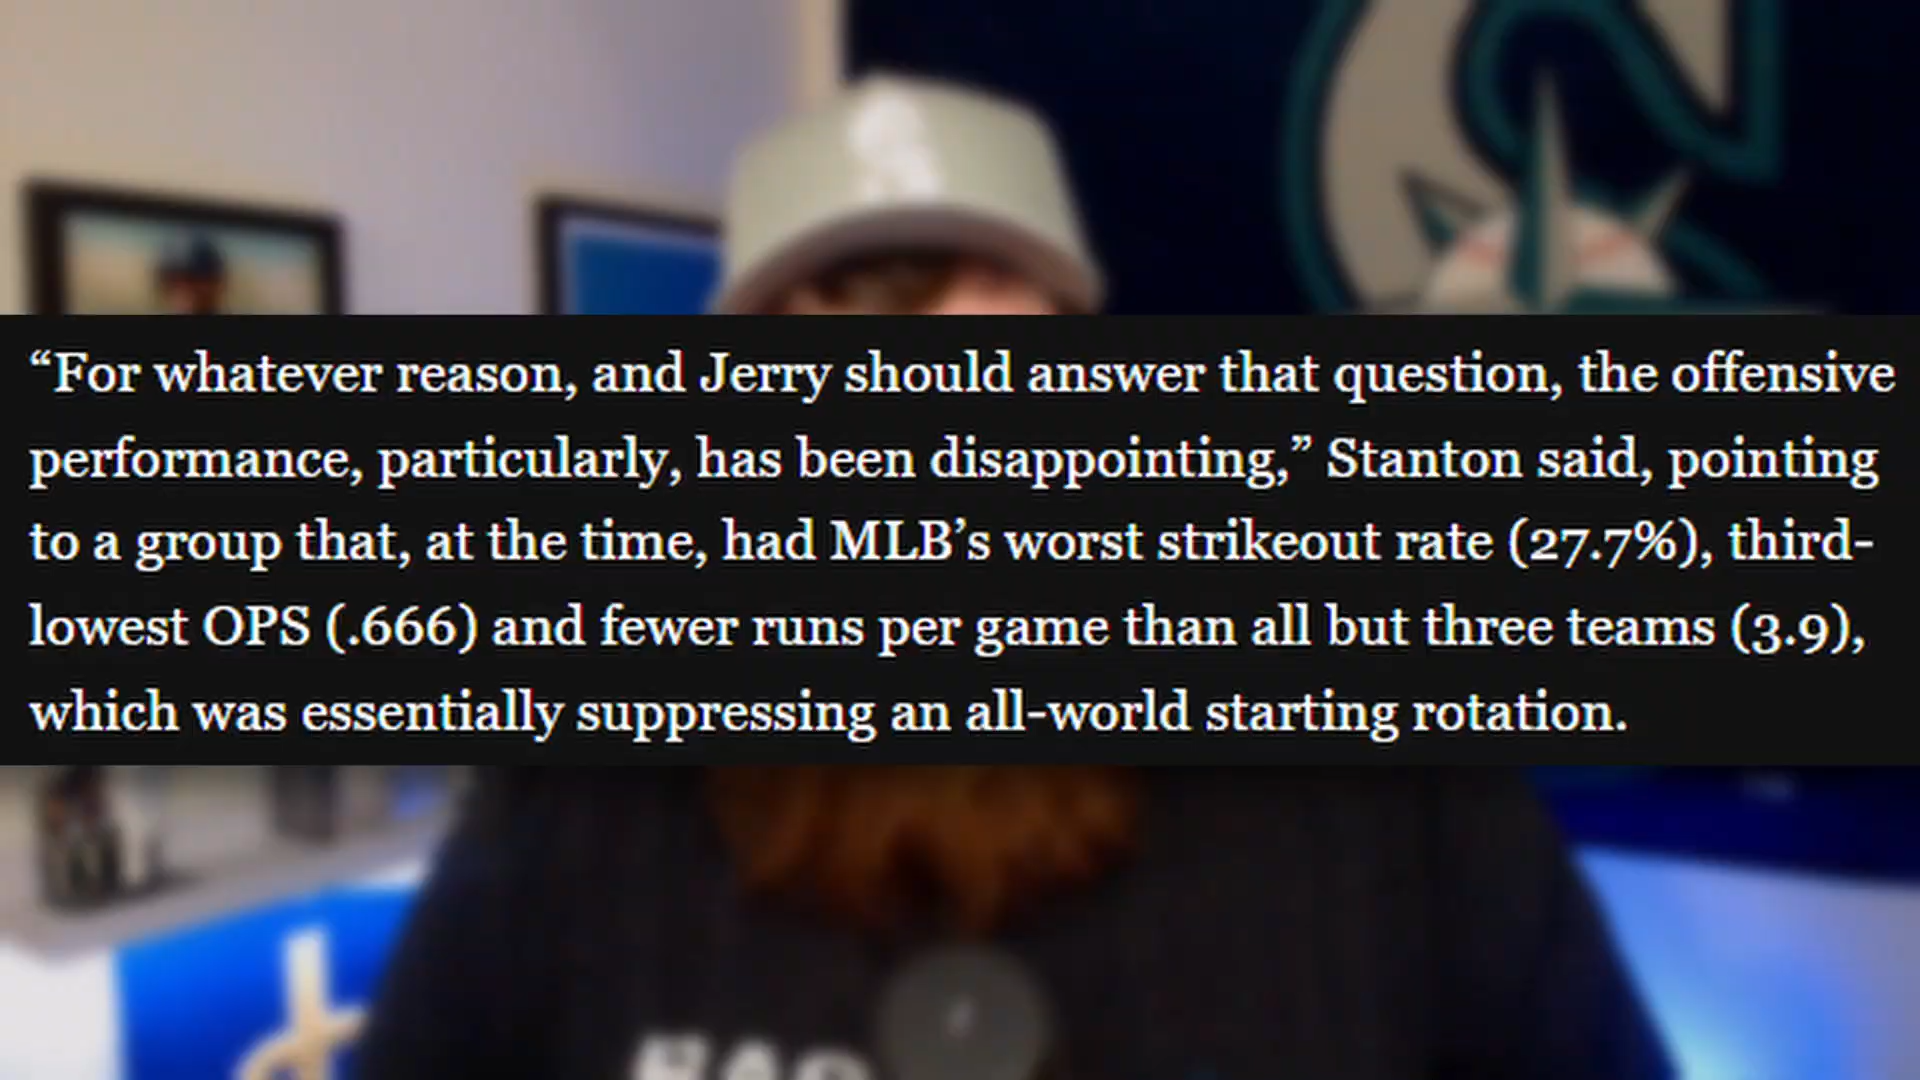 “For whatever reason, and Jerry should answer that question, the offensive
performance, particularly, has been disappointing,” Stanton said, pointing
to a group that, at the time, had MLB’s worst strikeout rate (27.7%), third-
lowest OPS (.666) and fewer runs per game than all but three teams (3.9),
which was essentially suppressing an all-world starting rotation.